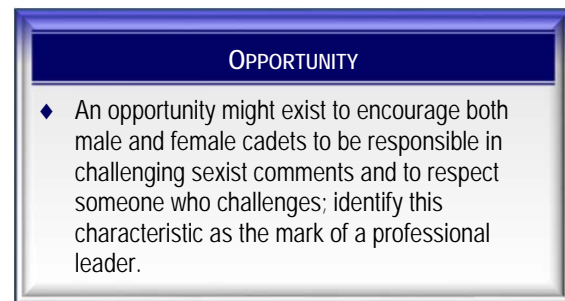 OPPORTUNITY
♦ An opportunity might exist to encourage both
male and female cadets to be responsible in
challenging sexist comments and to respect
someone who challenges; identify this
characteristic as the mark of a professional
leader.